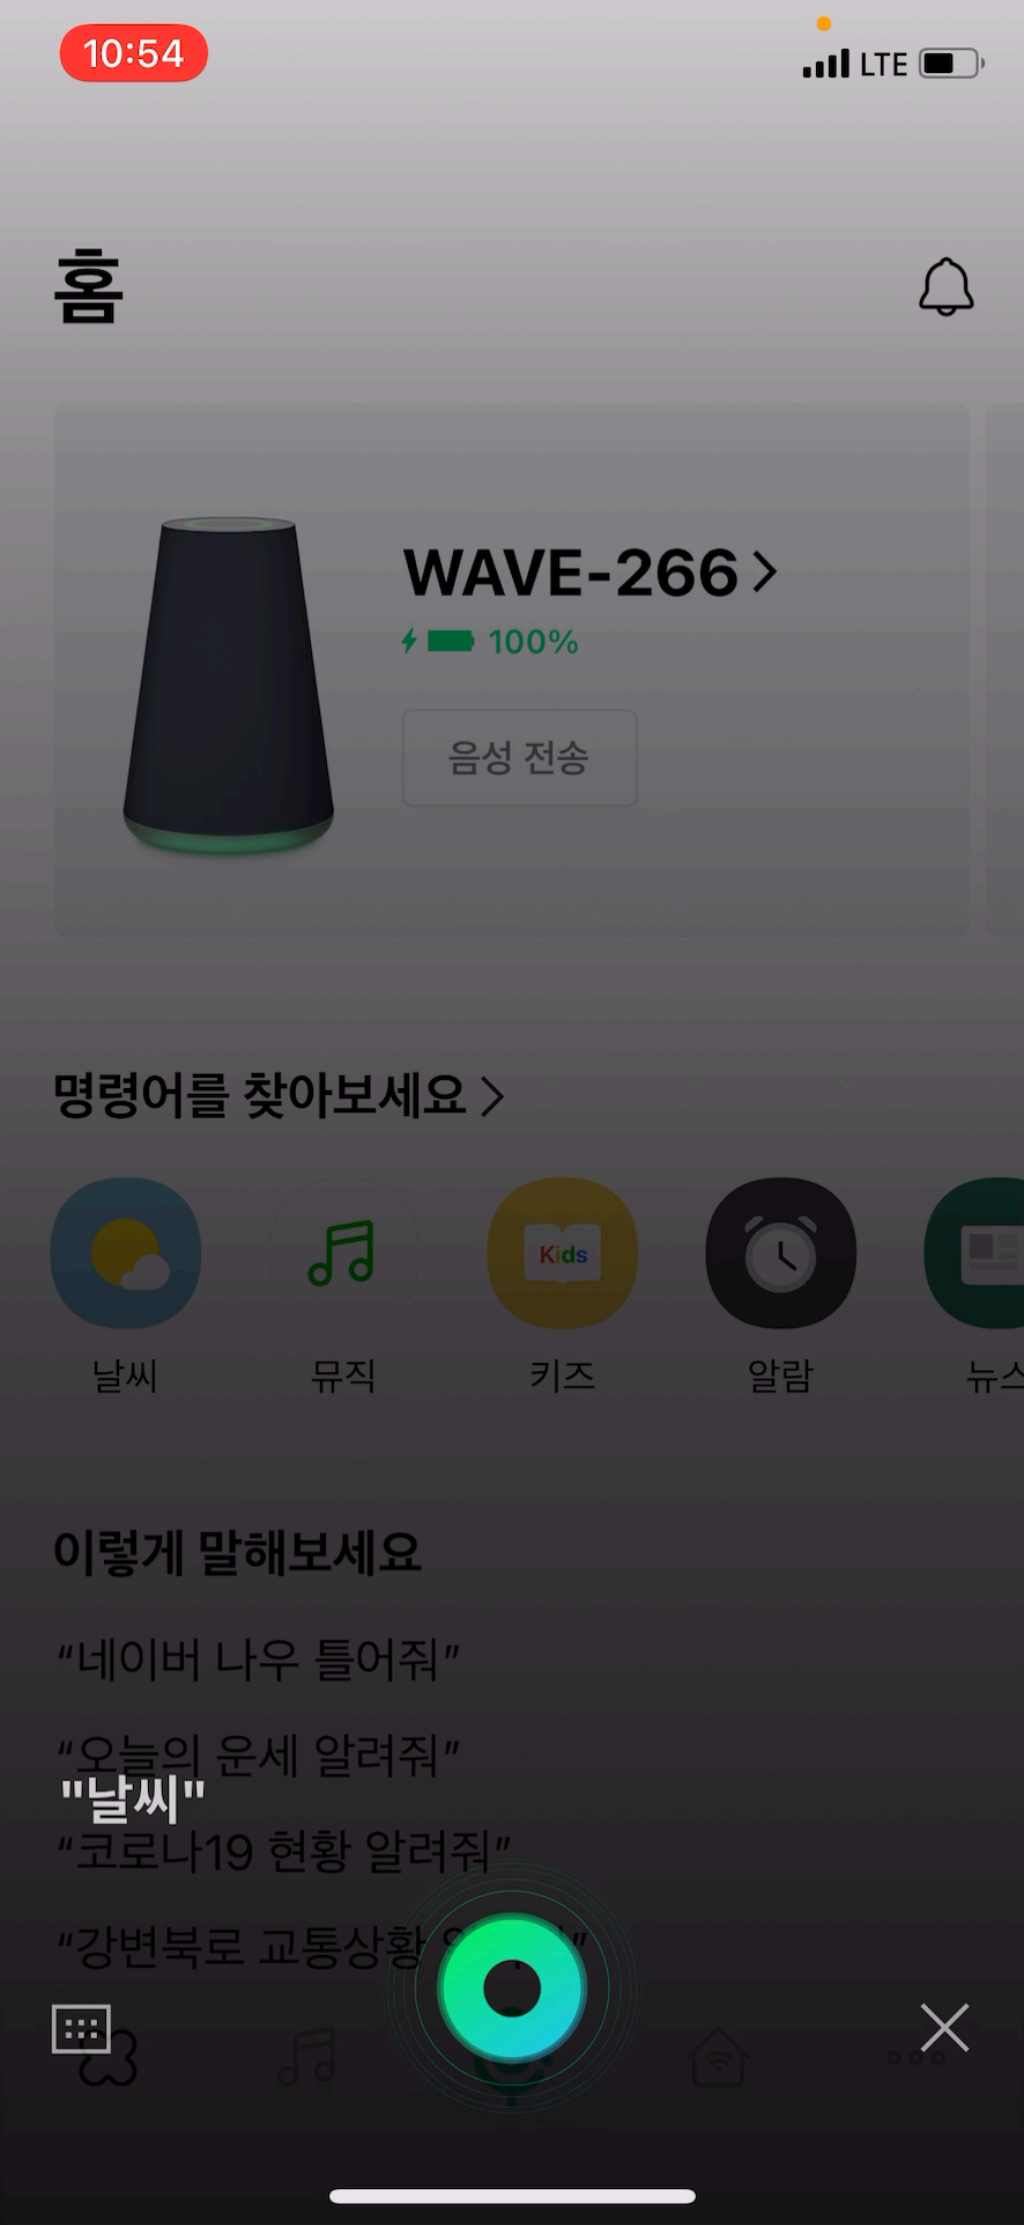 10:54
LTE
홈
WAVE-266
100%
음성 전송
명령어를 찾아보세요
Kids
날씨 뮤직 키즈 알람 뉴스
이렇게 말해보세요
“네이버 나우 틀어줘”
“오늘의 운세 알려줘”
"날씨"
“코로나19 현황 알려줘”
“강변북로 교통상황